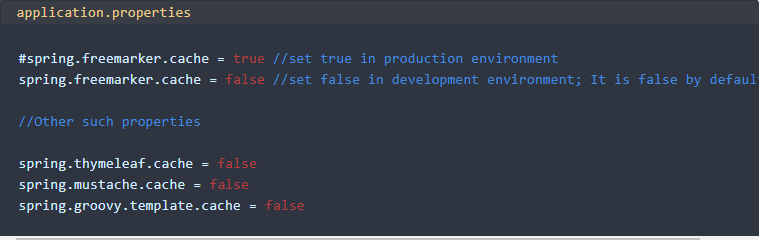 application.properties
#spring.freemarker.cache = true //set true in production environment
spring.freemarker.cache = false //set false in development environment; It is false by defaul
//Other such properties
spring.thymeleaf.cache = false
spring.mustache.cache = false
spring.groovy.template.cache = false